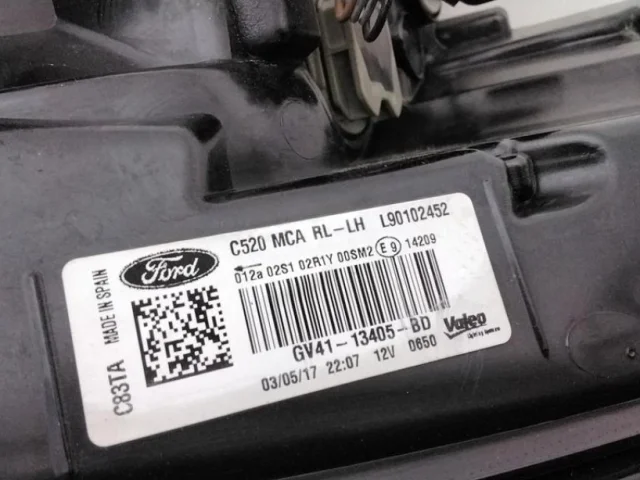 C520 MCA RL-LH L90102452
Ford
012a 02S1 02R1Y 00SM2 E9 14209
GV41-13405-BD
Valeo
03/05/17 22:07 12V 0650
C83TA MADE IN SPAIN